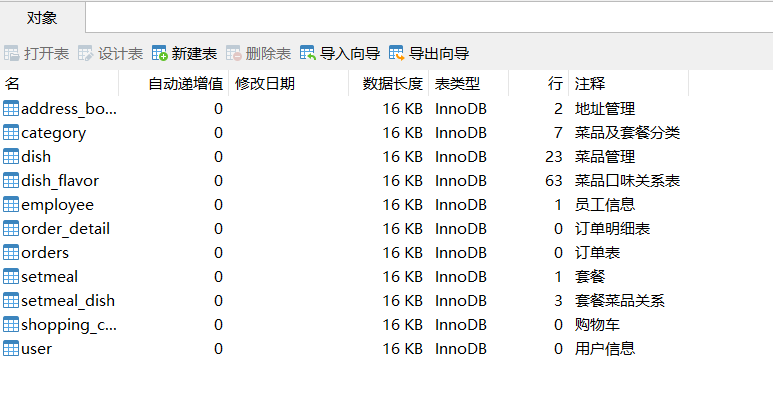 对象
打开表 设计表 新建表 删除表 导入向导 导出向导
名 自动递增值 修改日期 数据长度 表类型 行 注释
address_bo... 0 16 KB InnoDB 2 地址管理
category 0 16 KB InnoDB 7 菜品及套餐分类
dish 0 16 KB InnoDB 23 菜品管理
dish_flavor 0 16 KB InnoDB 63 菜品口味关系表
employee 0 16 KB InnoDB 1 员工信息
order_detail 0 16 KB InnoDB 0 订单明细表
orders 0 16 KB InnoDB 0 订单表
setmeal 0 16 KB InnoDB 1 套餐
setmeal_dish 0 16 KB InnoDB 3 套餐菜品关系
shopping_c... 0 16 KB InnoDB 0 购物车
user 0 16 KB InnoDB 0 用户信息